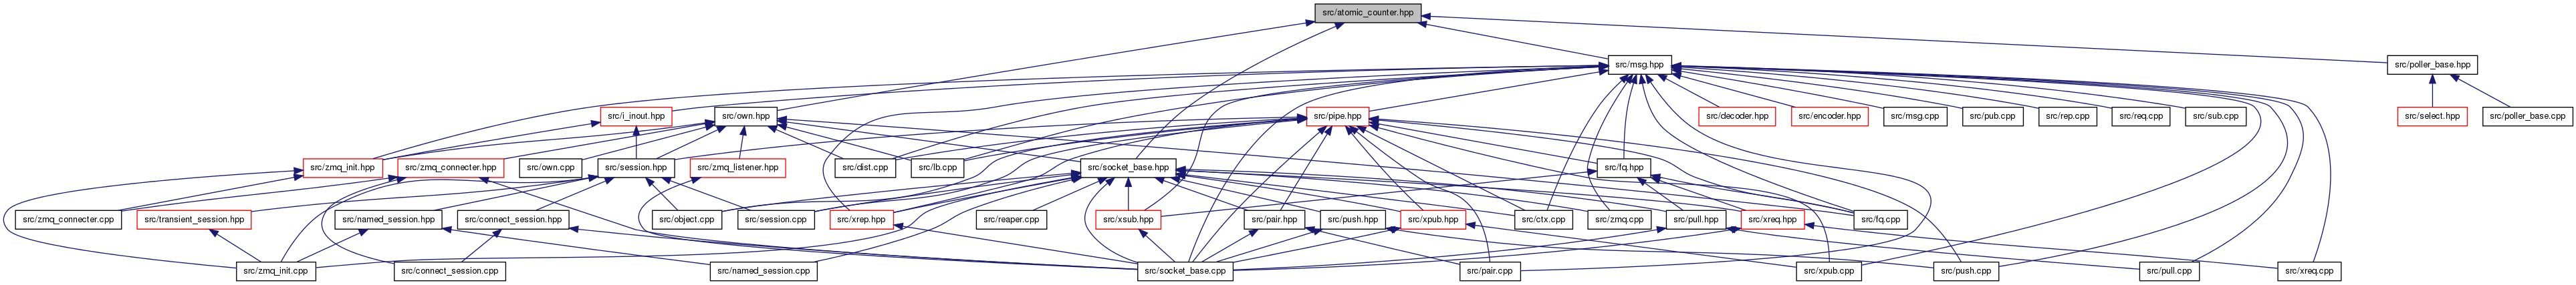 src/atomic_counter.hpp
src/msg.hpp
src/poller_base.hpp
src/i_inout.hpp
src/own.hpp
src/pipe.hpp
src/decoder.hpp
src/encoder.hpp
src/msg.cpp
src/pub.cpp
src/rep.cpp
src/req.cpp
src/sub.cpp
src/select.hpp
src/poller_base.cpp
src/zmq_init.hpp
src/zmq_connecter.hpp
src/own.cpp
src/session.hpp
src/zmq_listener.hpp
src/dist.cpp
src/lb.cpp
src/socket_base.hpp
src/fq.hpp
src/zmq_connecter.cpp
src/transient_session.hpp
src/named_session.hpp
src/connect_session.hpp
src/object.cpp
src/session.cpp
src/xrep.hpp
src/reaper.cpp
src/xsub.hpp
src/pair.hpp
src/push.hpp
src/xpub.hpp
src/ctx.cpp
src/zmq.cpp
src/pull.hpp
src/xreq.hpp
src/fq.cpp
src/zmq_init.cpp
src/connect_session.cpp
src/named_session.cpp
src/socket_base.cpp
src/pair.cpp
src/xpub.cpp
src/push.cpp
src/pull.cpp
src/xreq.cpp